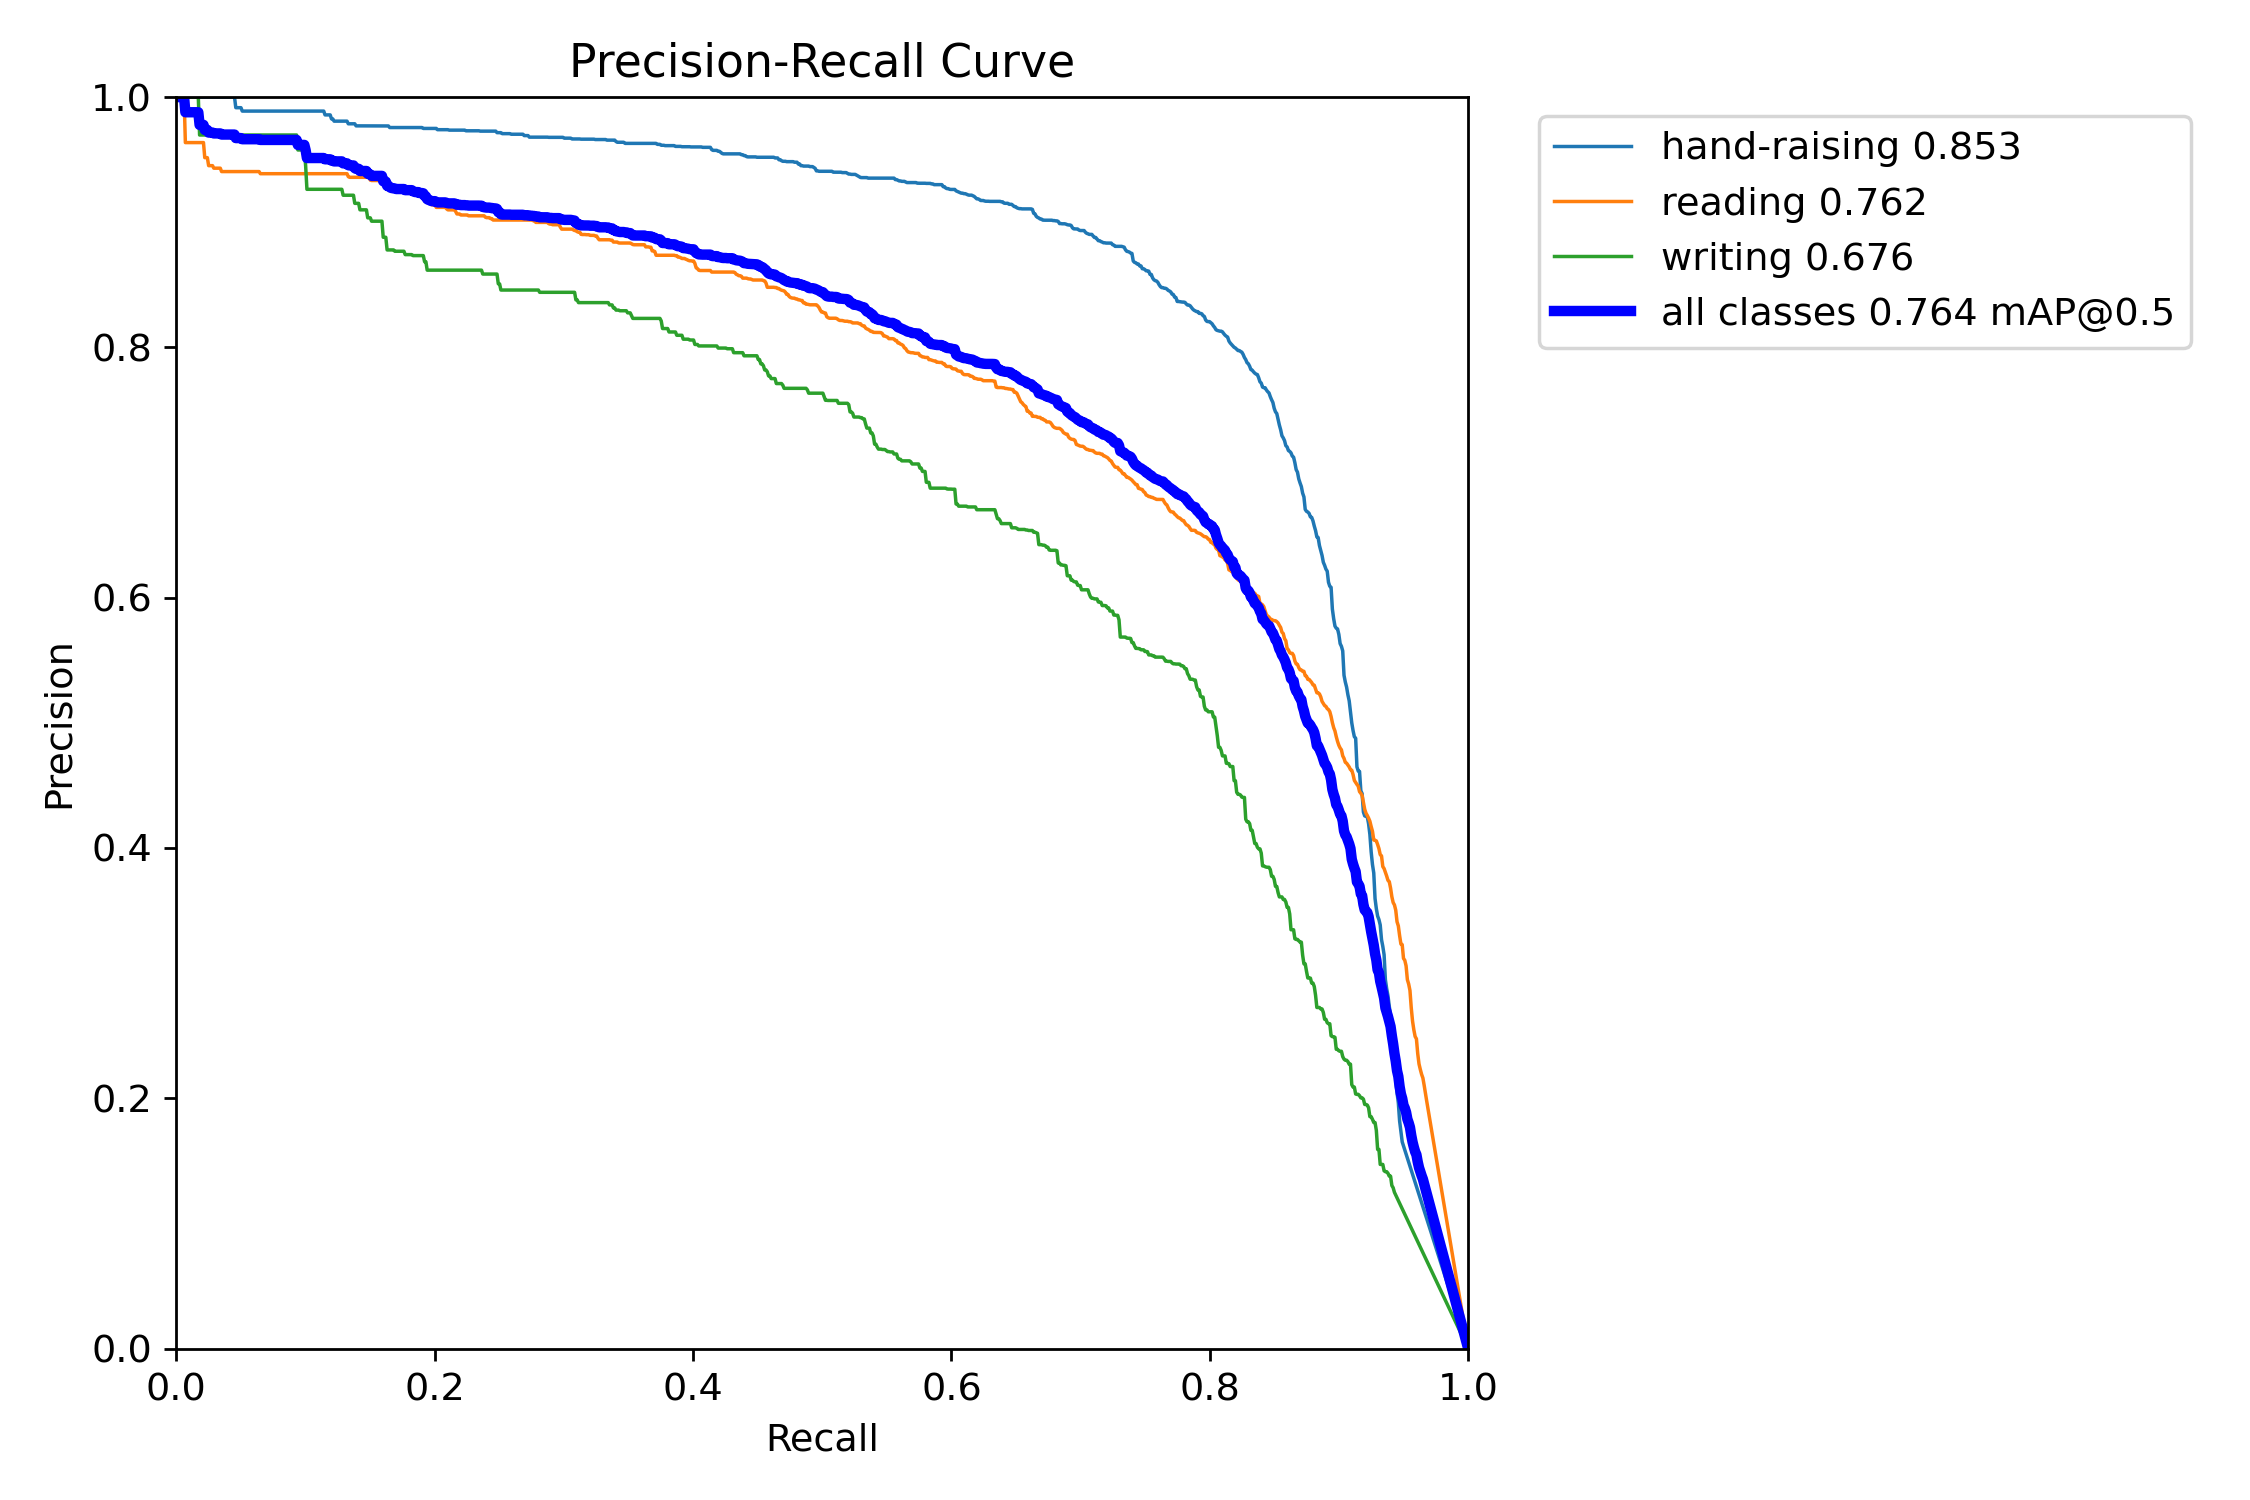 Precision-Recall Curve
1.0
0.8
0.6
0.4
0.2
0.0
Precision
0.0 0.2 0.4 0.6 0.8 1.0
Recall
hand-raising 0.853
reading 0.762
writing 0.676
all classes 0.764 mAP@0.5